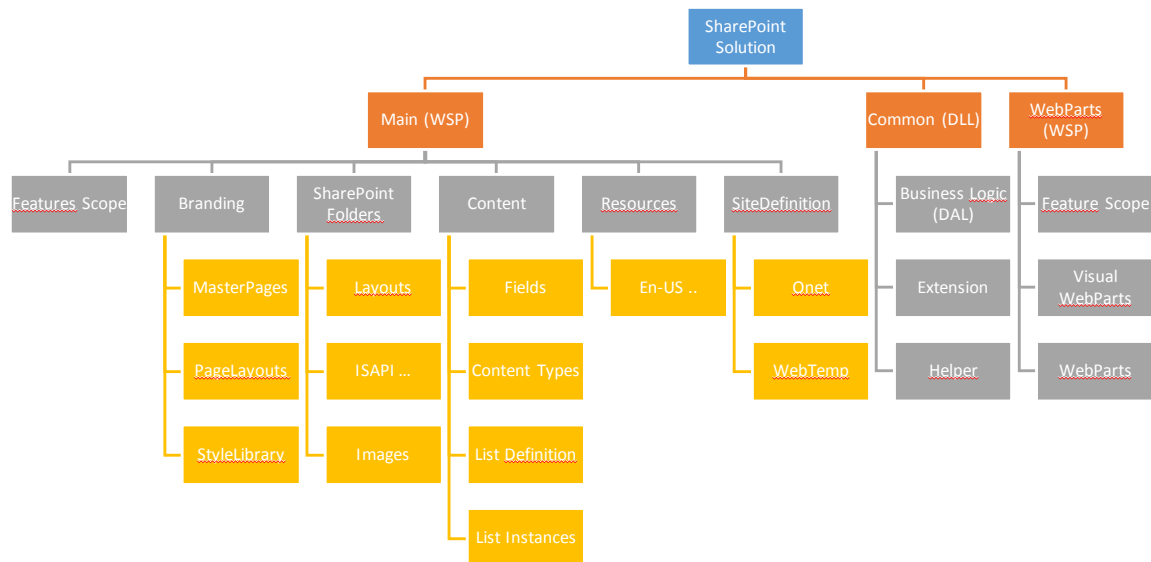 SharePoint
Solution
Main (WSP)
Common (DLL)
WebParts
(WSP)
Features Scope
Branding
SharePoint
Folders
Content
Resources
SiteDefinition
Business Logic
(DAL)
Feature Scope
MasterPages
Layouts
Fields
En-US ..
Onet
Extension
Visual
WebParts
PageLayouts
ISAPI ...
Content Types
WebTemp
Helper
WebParts
StyleLibrary
Images
List Definition
List Instances